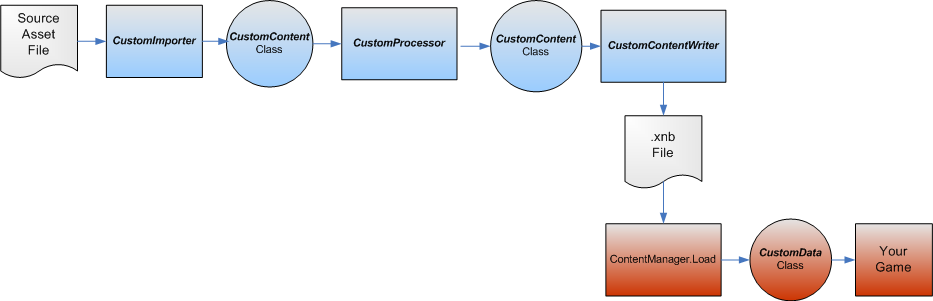 Source
Asset
File
CustomImporter
CustomContent
Class
CustomProcessor
CustomContent
Class
CustomContentWriter
.xnb
File
ContentManager.Load
CustomData
Class
Your
Game